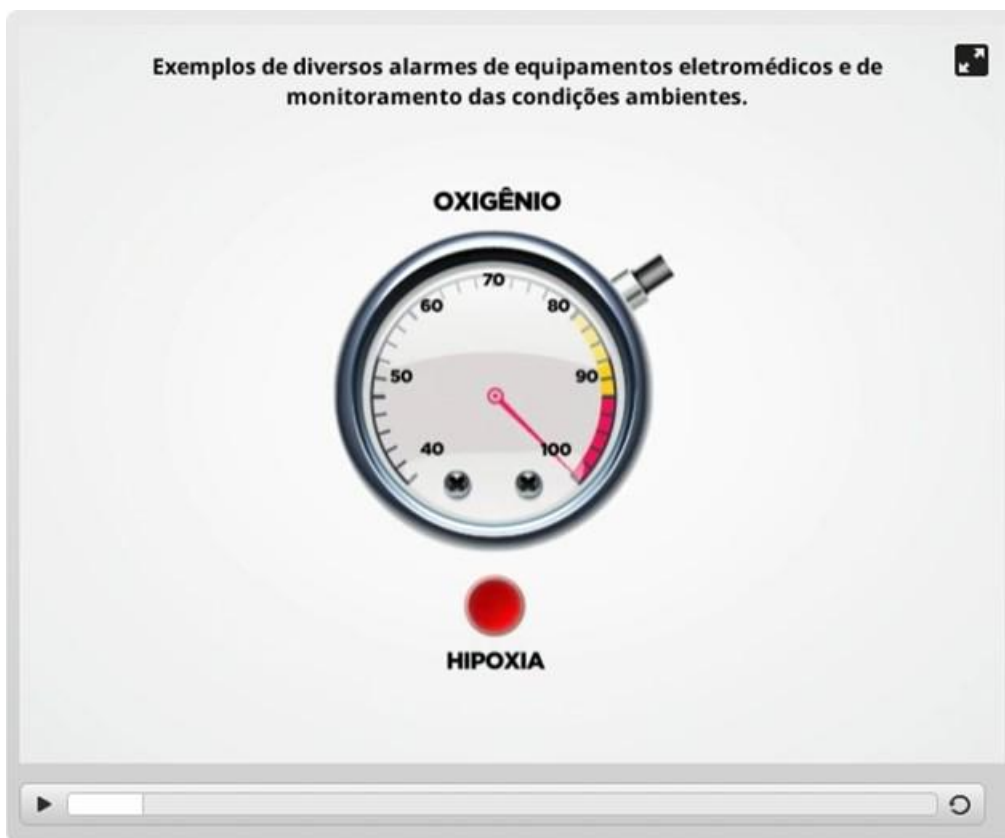 Exemplos de diversos alarmes de equipamentos eletromédicos e de
monitoramento das condições ambientes.
OXIGÊNIO
70
60
80
50
90
40
100
HIPOXIA